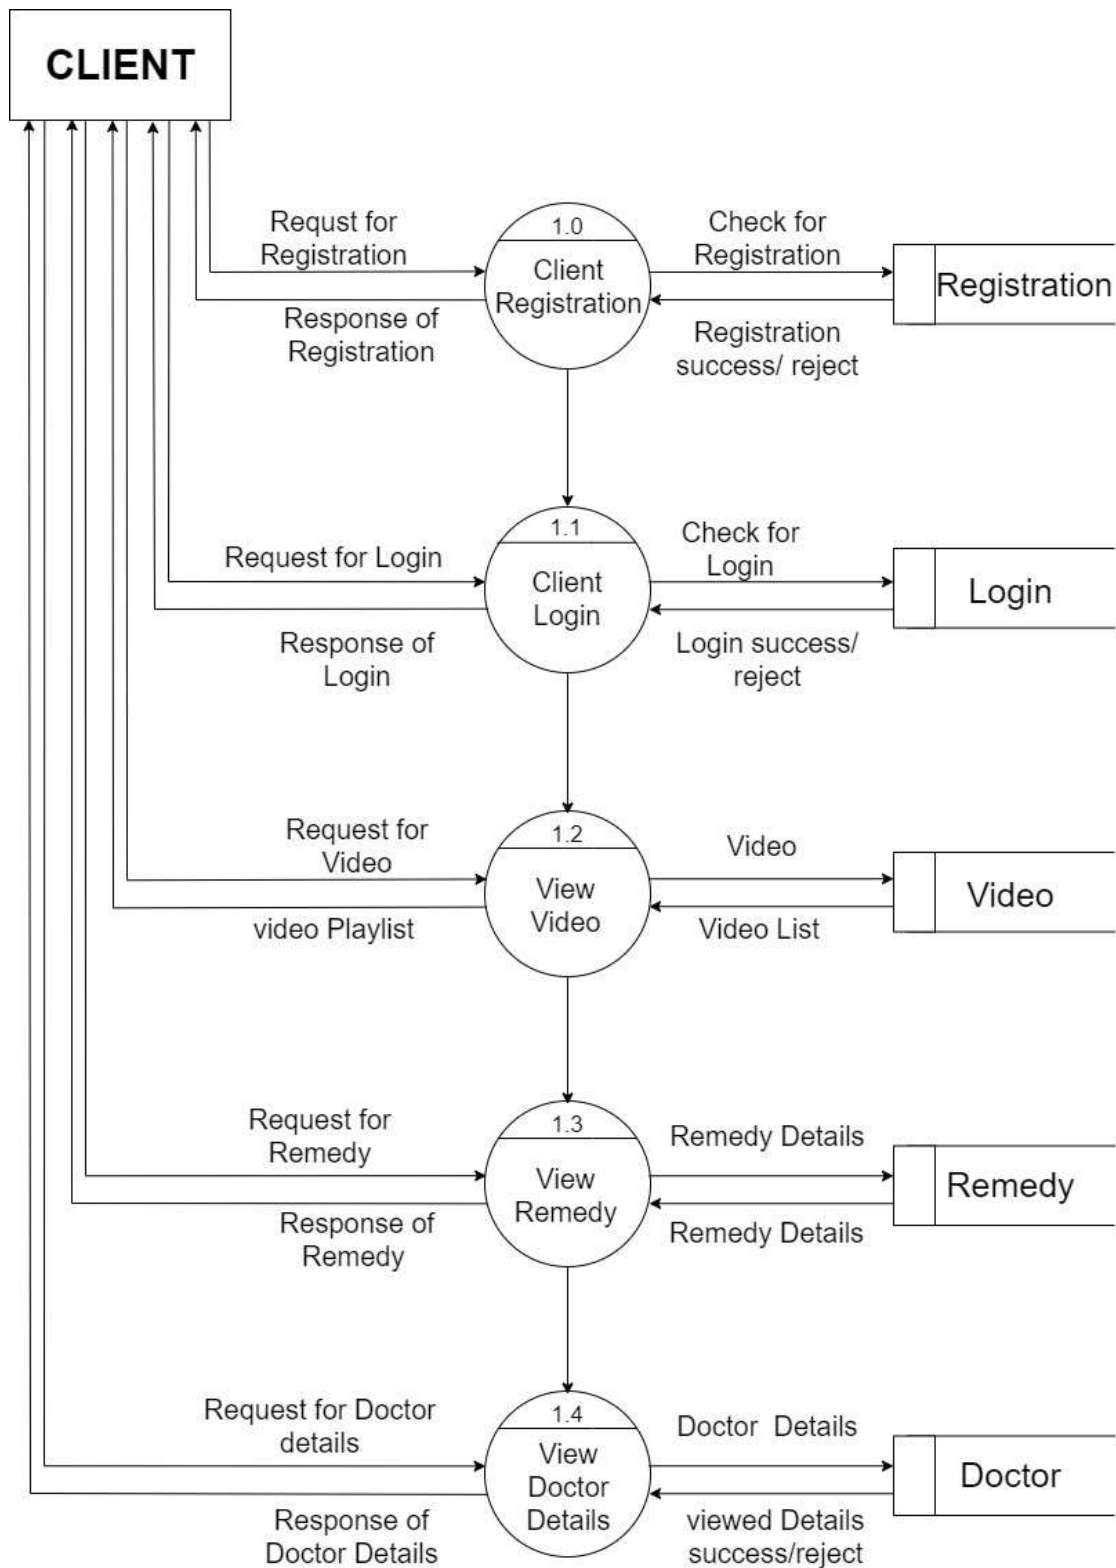 CLIENT
Requst for
Registration
1.0
Client
Registration
Check for
Registration
Registration
Response of
Registration
Registration
success/ reject
Request for Login
1.1
Client
Login
Check for
Login
Login
Response of
Login
Login success/
reject
Request for
Video
1.2
View
Video
Video
Video
video Playlist
Video List
Request for
Remedy
1.3
View
Remedy
Remedy Details
Remedy
Response of
Remedy
Remedy Details
Request for Doctor
details
1.4
View
Doctor
Details
Doctor Details
Doctor
Response of
Doctor Details
viewed Details
success/reject